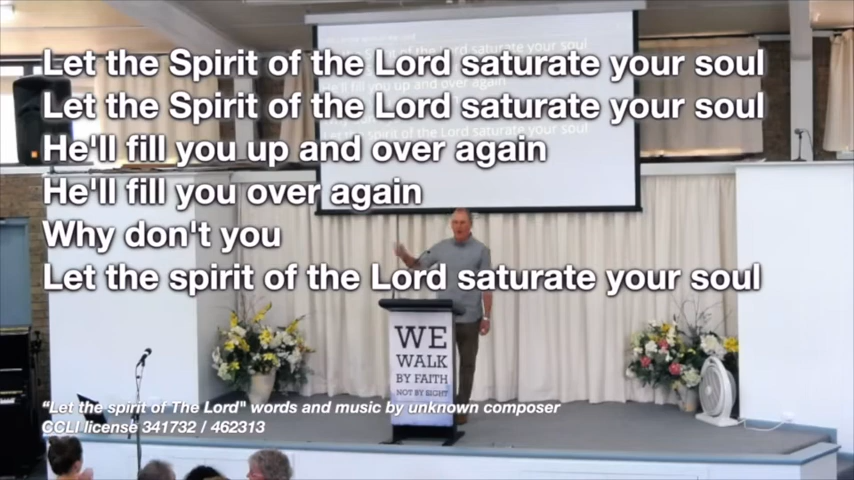 Let the Spirit of the Lord saturate your soul
Let the Spirit of the Lord saturate your soul
He'll fill you up and over again
He'll fill you over again
Why don't you
Let the spirit of the Lord saturate your soul
WE
WALK
BY FAITH
NOT BY SIGHT
“Let the spirit of The Lord" words and music by unknown composer
CCLI license 341732 / 462313